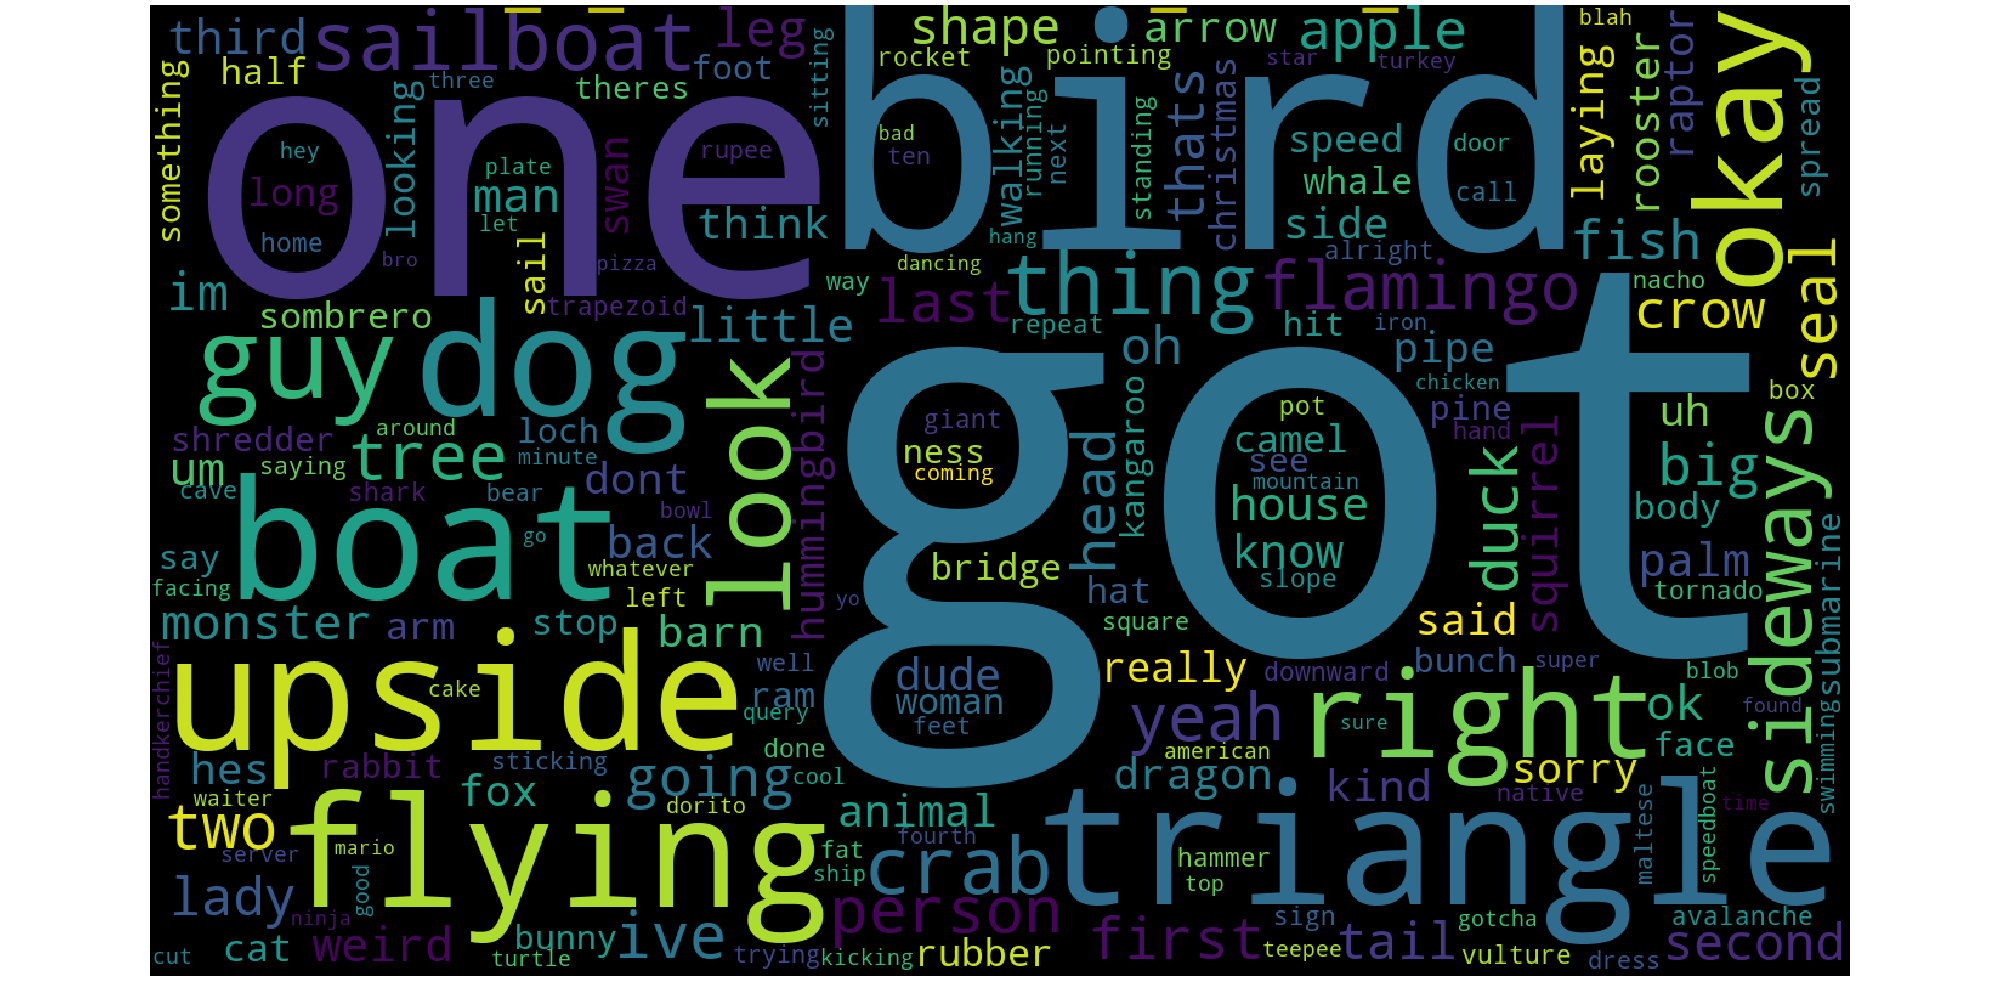 third
sailboat
leg
shape
arrow
apple
blah
half
three
foot
rocket
pointing
star
turkey
okay
something
looking
theres
sitting
one
bird
walking
running
next
standing
thats
christmas
laying
rooster
raptor
spread
hey
plate
swan
rupee
bad
ten
speed
door
long
man
let
whale
call
home
bro
think
pizza
hang
side
alright
fish
im
sail
trapezoid
dancing
way
thing
flamingo
nacho
seal
sombrero
little
last
repeat
hit
iron
crow
guy
dog
look
hummingbird
oh
pipe
got
chicken
box
shredder
around
loch
giant
head
kangaroo
pot
pine
hand
uh
um
saying
tree
minute
ness
coming
camel
see
mountain
duck
squirrel
big
sideways
cave
shark
bear
dont
bowl
house
body
boat
go
back
know
say
whatever
bridge
slope
palm
facing
left
yo
hat
tornado
submarine
monster
arm
stop
barn
square
said
handkerchief
upside
well
dude
really
downward
bunch
super
blob
cake
ram
woman
query
feet
yeah
right
sure
ok
found
hes
rabbit
sticking
going
done
cool
american
face
swimming
waiter
fox
dorito
dragon
kind
sorry
native
speedboat
time
two
flying
animal
triangle
maltese
server
mario
fat
fourth
hammer
ship
crab
top
lady
good
ninja
person
sign
gotcha
avalanche
cut
cat
weird
bunny
ive
turtle
trying
kicking
rubber
first
teepee
tail
vulture
dress
second